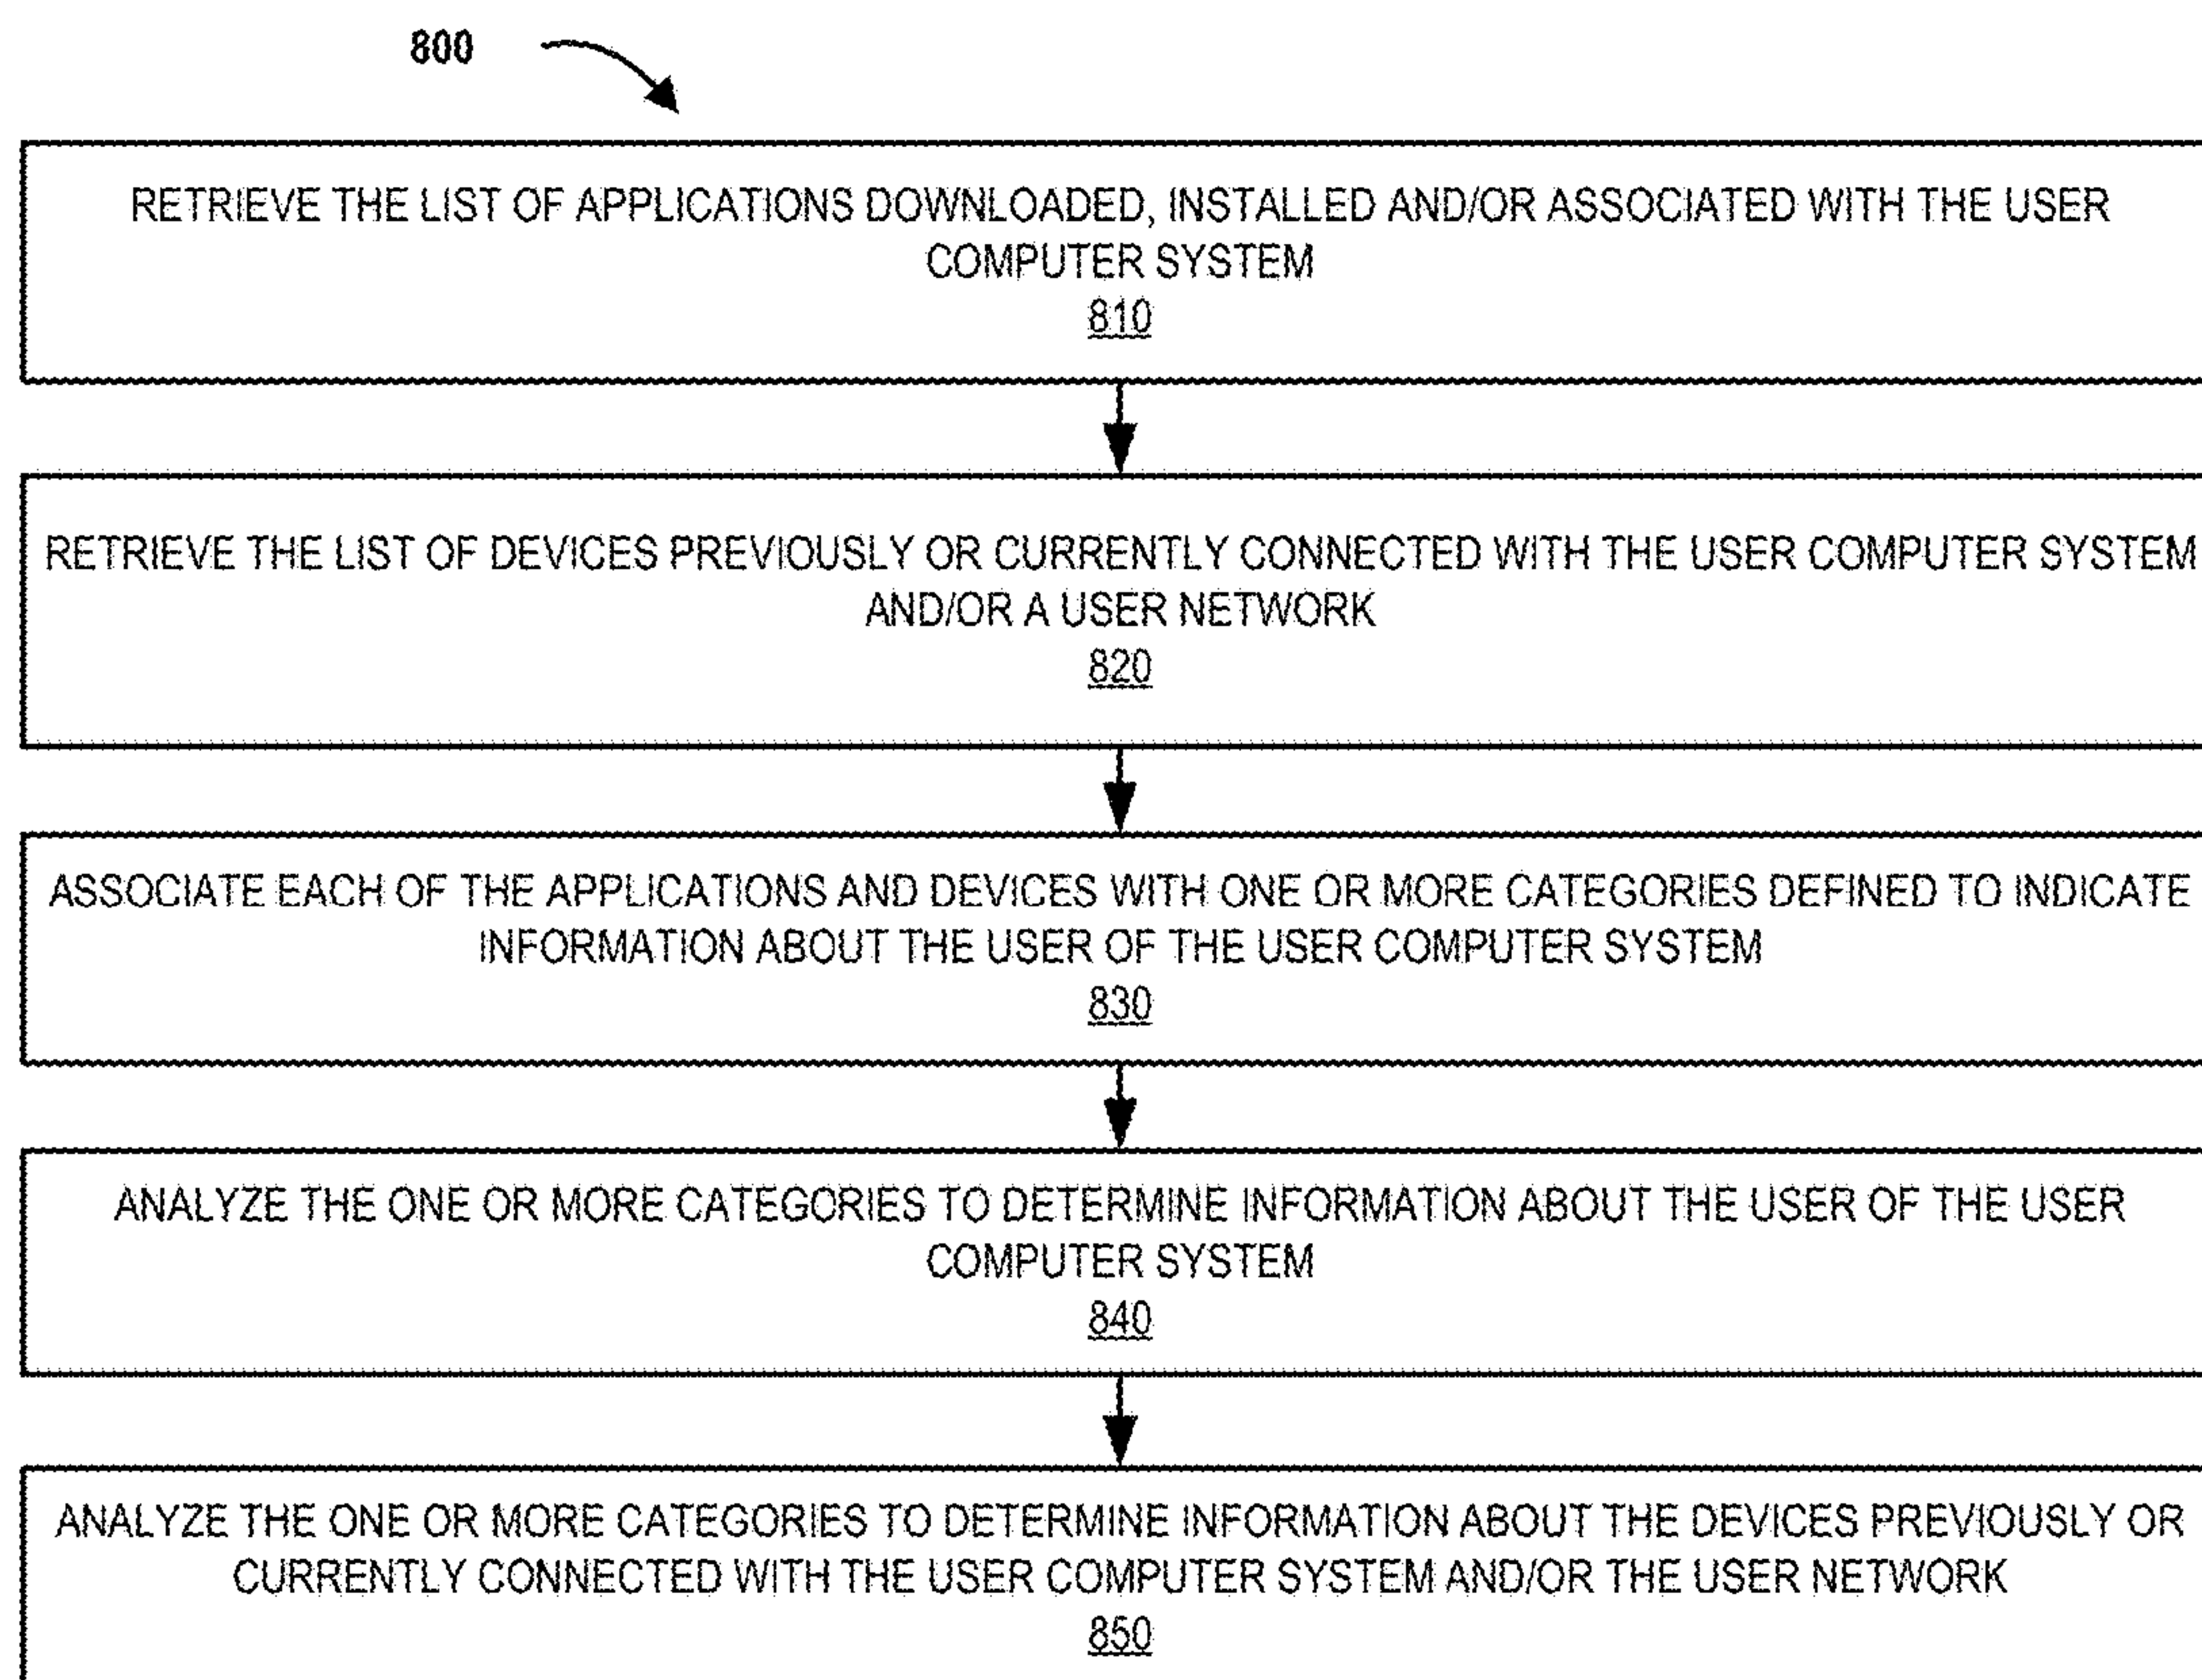 800
RETRIEVE THE LIST OF APPLICATIONS DOWNLOADED, INSTALLED AND/OR ASSOCIATED WITH THE USER
COMPUTER SYSTEM
810
RETRIEVE THE LIST OF DEVICES PREVIOUSLY OR CURRENTLY CONNECTED WITH THE USER COMPUTER SYSTEM
AND/OR A USER NETWORK
820
ASSOCIATE EACH OF THE APPLICATIONS AND DEVICES WITH ONE OR MORE CATEGORIES DEFINED TO INDICATE
INFORMATION ABOUT THE USER OF THE USER COMPUTER SYSTEM
830
ANALYZE THE ONE OR MORE CATEGORIES TO DETERMINE INFORMATION ABOUT THE USER OF THE USER
COMPUTER SYSTEM
840
ANALYZE THE ONE OR MORE CATEGORIES TO DETERMINE INFORMATION ABOUT THE DEVICES PREVIOUSLY OR
CURRENTLY CONNECTED WITH THE USER COMPUTER SYSTEM AND/OR THE USER NETWORK
850